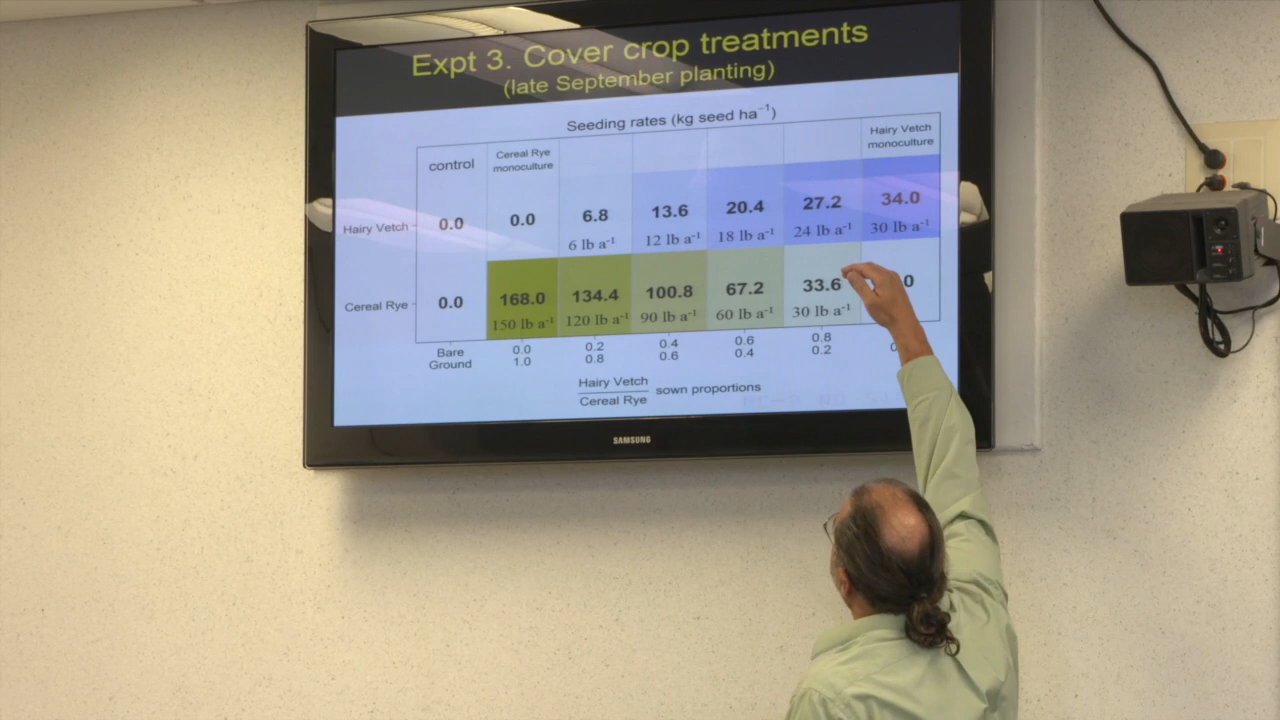 Expt 3. Cover crop treatments
(late September planting)
Seeding rates (kg seed ha⁻¹)
control
Cereal Rye
monoculture
Hairy Vetch
monoculture
Hairy Vetch 0.0 0.0 6.8 13.6 20.4 27.2 34.0
6 lb a⁻¹ 12 lb a⁻¹ 18 lb a⁻¹ 24 lb a⁻¹ 30 lb a⁻¹
Cereal Rye 0.0 168.0 134.4 100.8 67.2 33.6 0
150 lb a⁻¹ 120 lb a⁻¹ 90 lb a⁻¹ 60 lb a⁻¹ 30 lb a⁻¹
Bare 0.0 0.2 0.4 0.6 0.8
Ground 1.0 0.8 0.6 0.4 0.2
Hairy Vetch
Cereal Rye
sown proportions
SAMSUNG